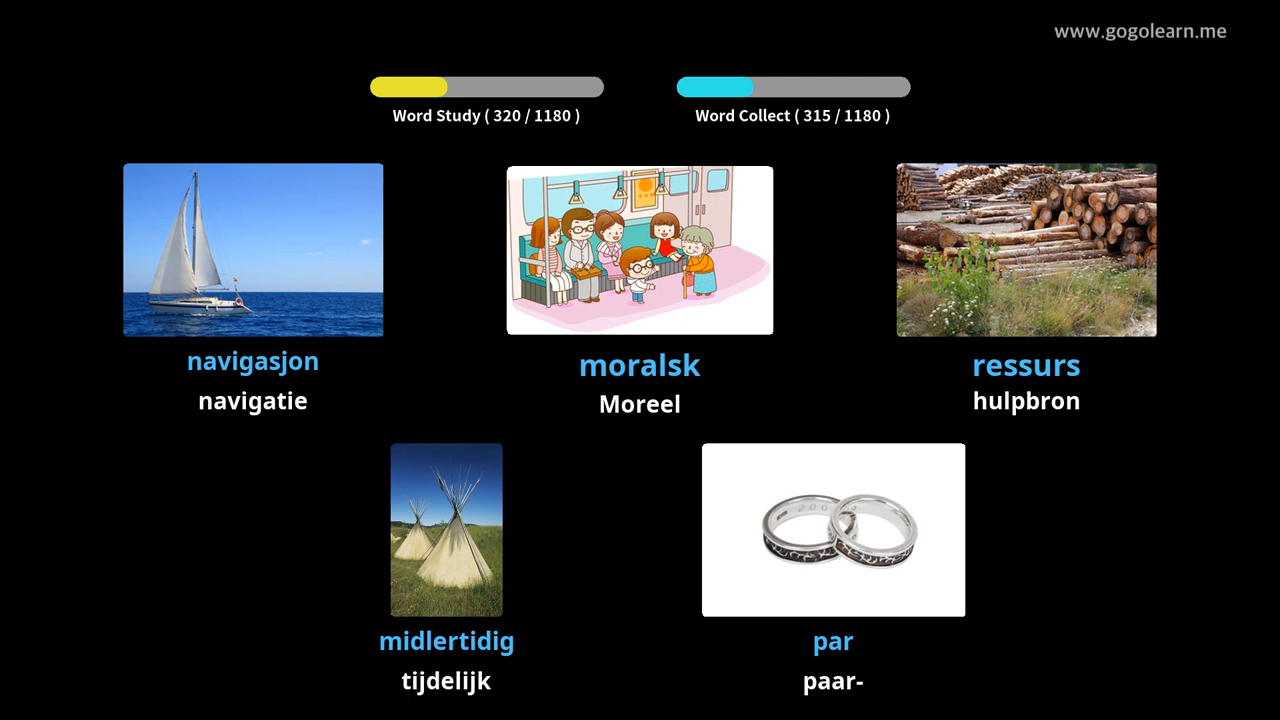 www.gogolearn.me
Word Study ( 320 / 1180 )
Word Collect ( 315 / 1180 )
navigasjon
navigatie
moralsk
Moreel
ressurs
hulpbron
midlertidig
tijdelijk
par
paar-